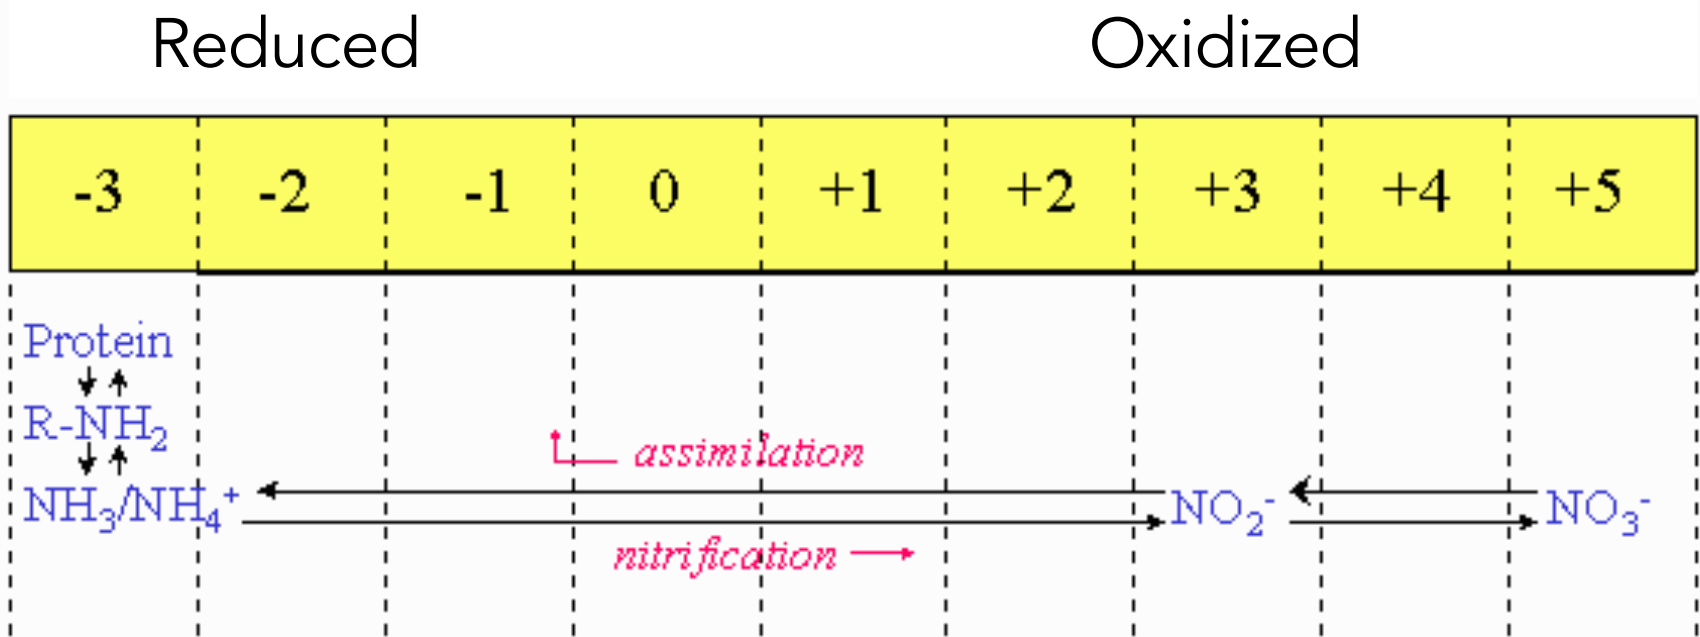 Reduced Oxidized
-3 -2 -1 0 +1 +2 +3 +4 +5
Protein
R-NH₂
assimilation
NH₃/NH₄⁺ NO₂⁻ NO₃⁻
nitrification